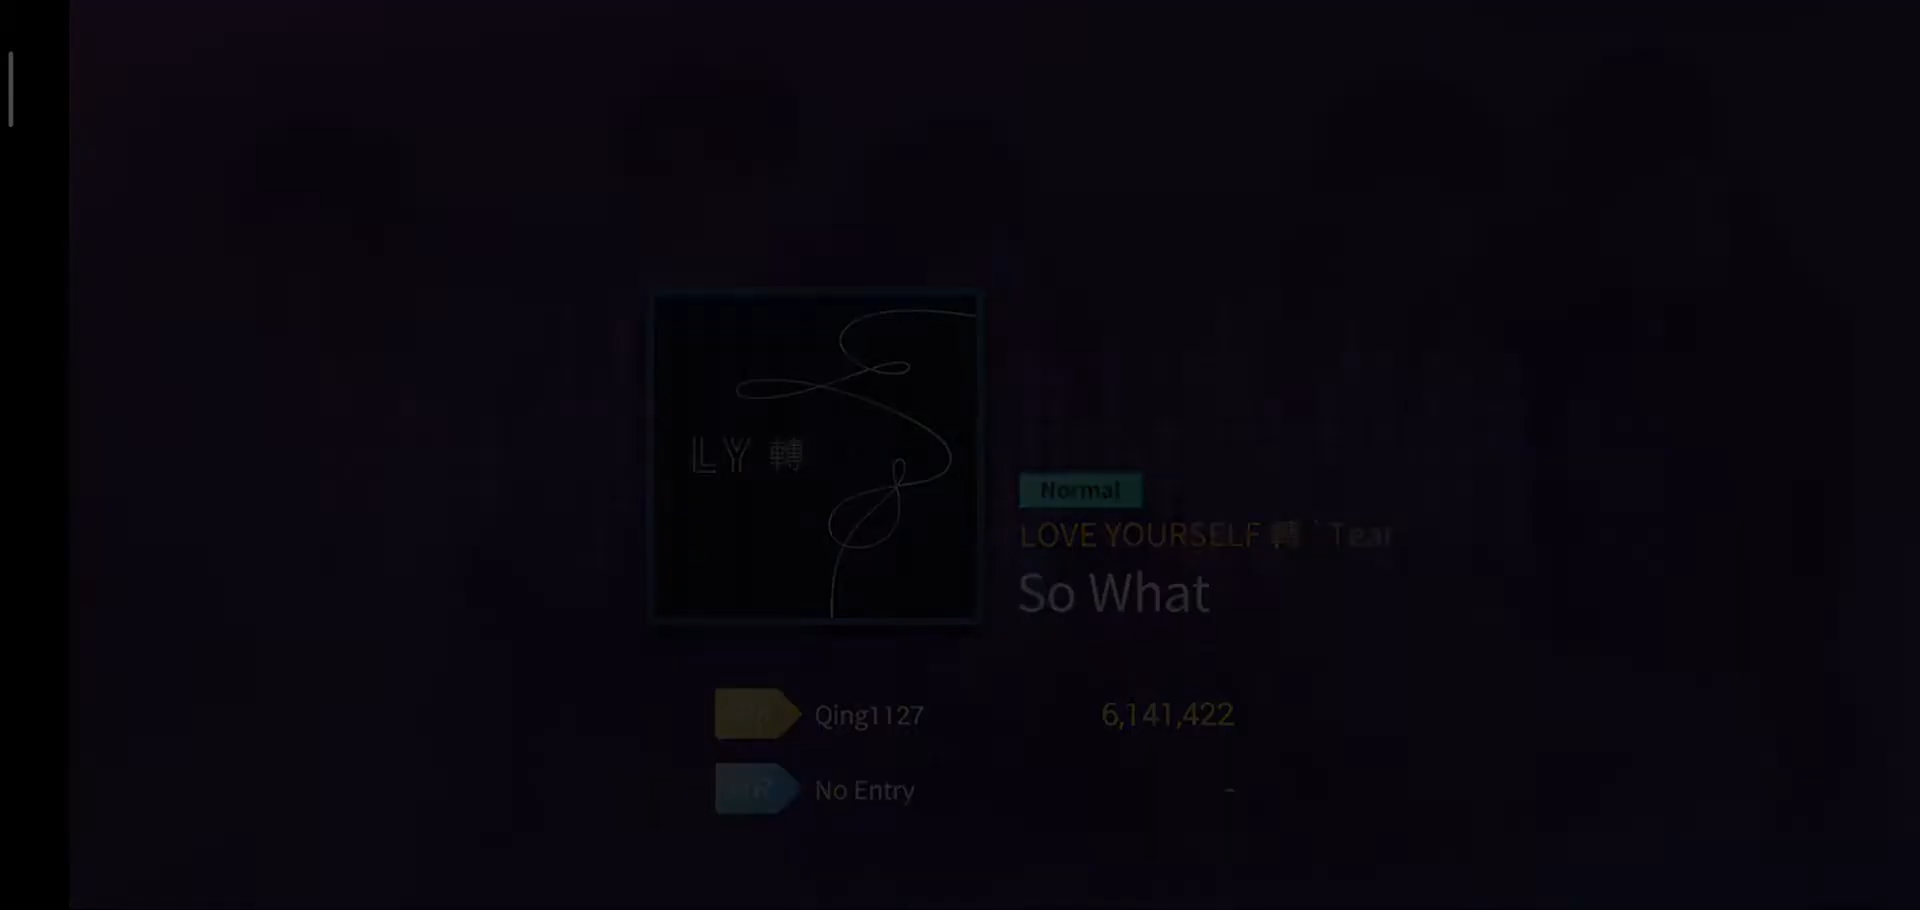 LY 轉
Normal
LOVE YOURSELF 轉 'Tear
So What
Qing1127 6,141,422
No Entry -